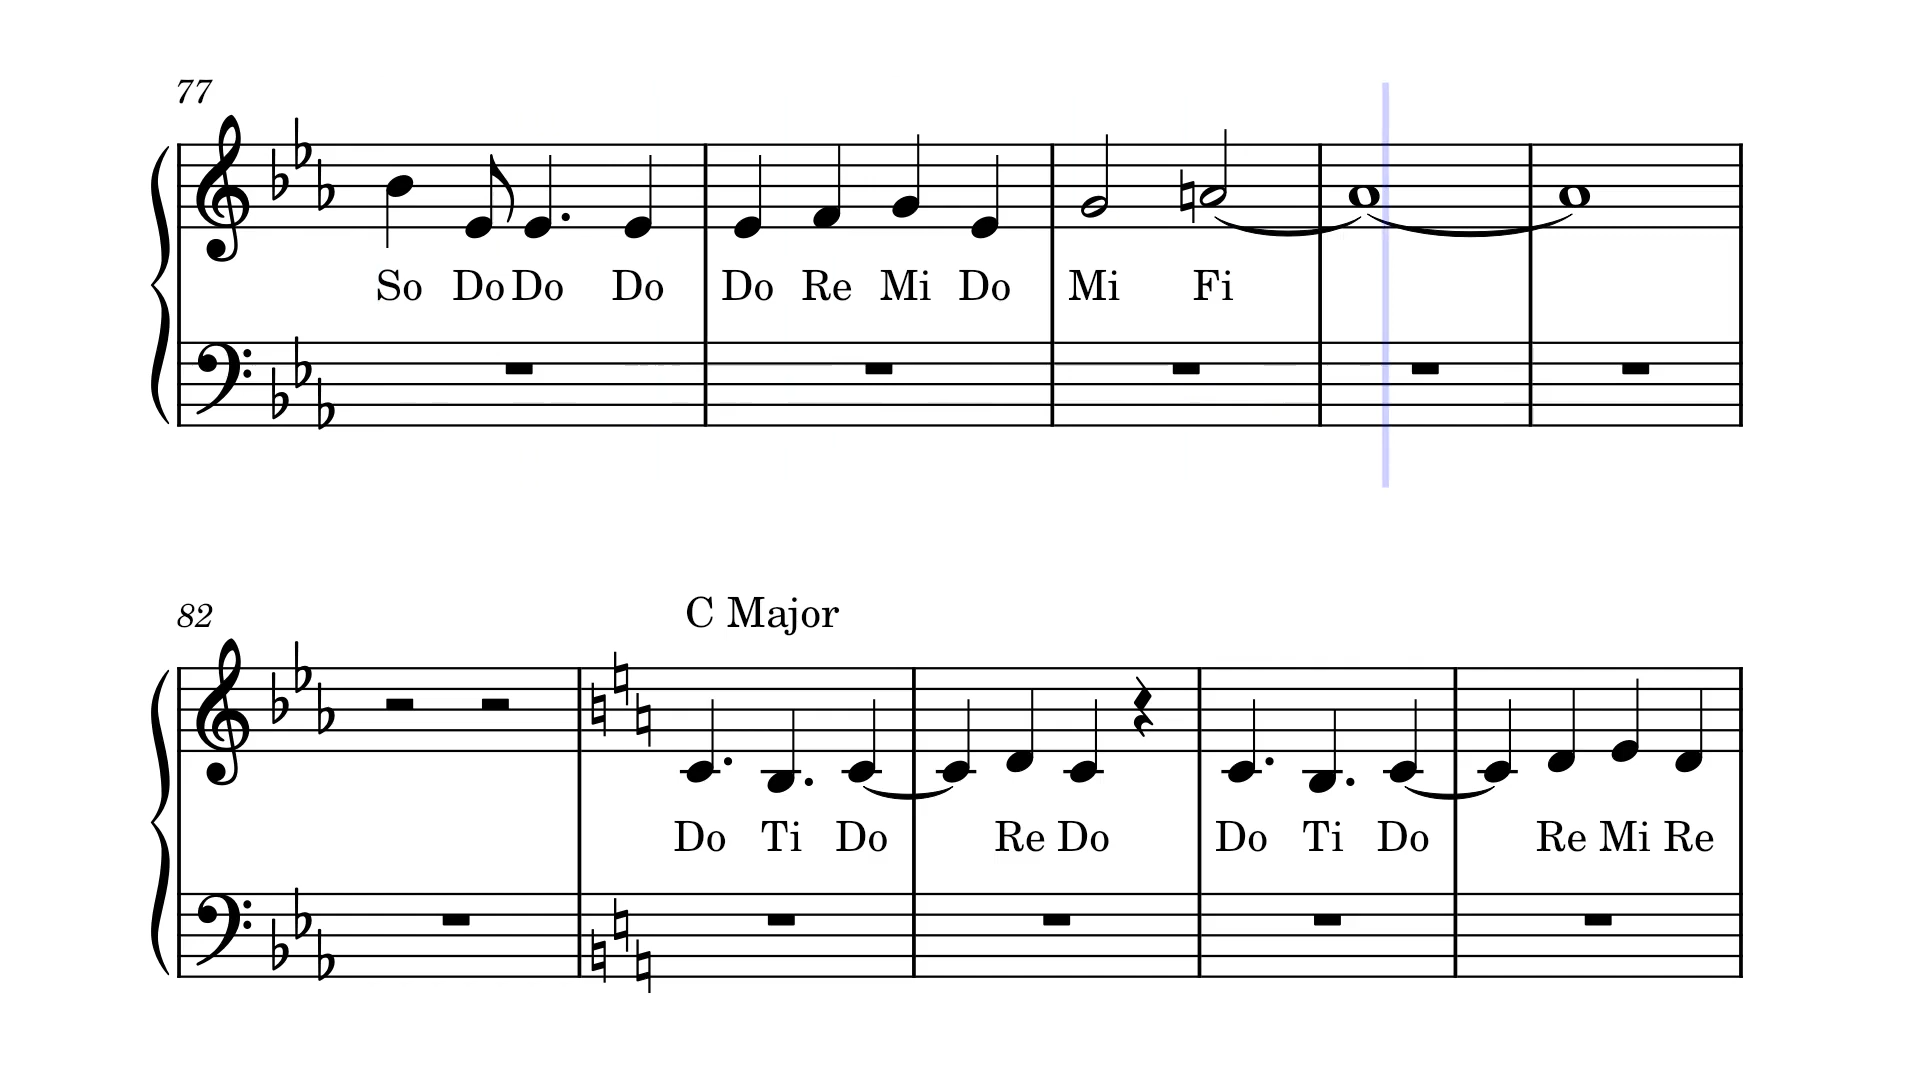 77
So Do Do Do Do Re Mi Do Mi Fi
82
C Major
Do Ti Do Re Do Do Ti Do Re Mi Re